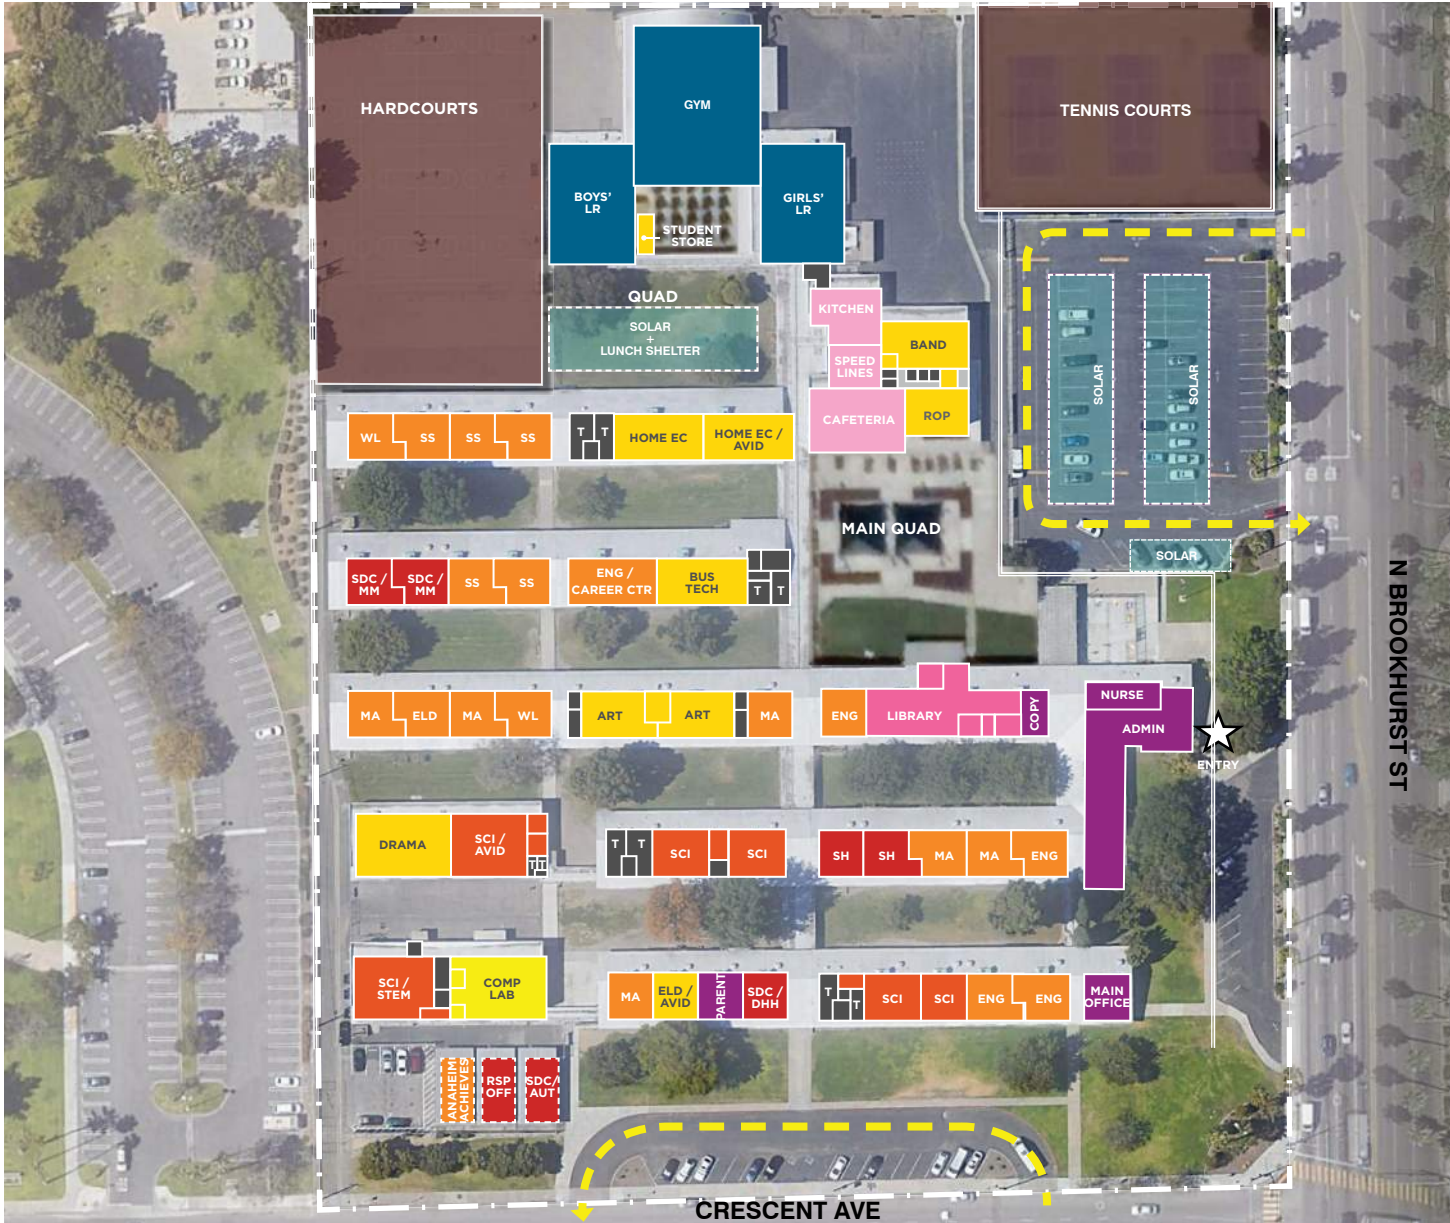 HARDCOURTS
GYM
TENNIS COURTS
BOYS'
LR
GIRLS'
LR
STUDENT
STORE
QUAD
SOLAR
+
LUNCH SHELTER
KITCHEN
SPEED
LINES
BAND
CAFETERIA
ROP
SOLAR
SOLAR
WL
SS
SS
SS
T
T
HOME EC
HOME EC /
AVID
MAIN QUAD
SOLAR
SDC /
MM
SDC /
MM
SS
SS
ENG /
CAREER CTR
BUS
TECH
T
T
N BROOKHURST ST
MA
ELD
MA
WL
ART
ART
MA
ENG
LIBRARY
COPY
NURSE
ADMIN
ENTRY
DRAMA
SCI /
AVID
T
T
T
T
SCI
SCI
SH
SH
MA
MA
ENG
SCI /
STEM
COMP
LAB
MA
ELD /
AVID
PARENT
SDC /
DHH
T
T
SCI
SCI
ENG
ENG
MAIN
OFFICE
ANAHEIM
ACHIEVES
RSP
OFF
SDC/
AUT
CRESCENT AVE